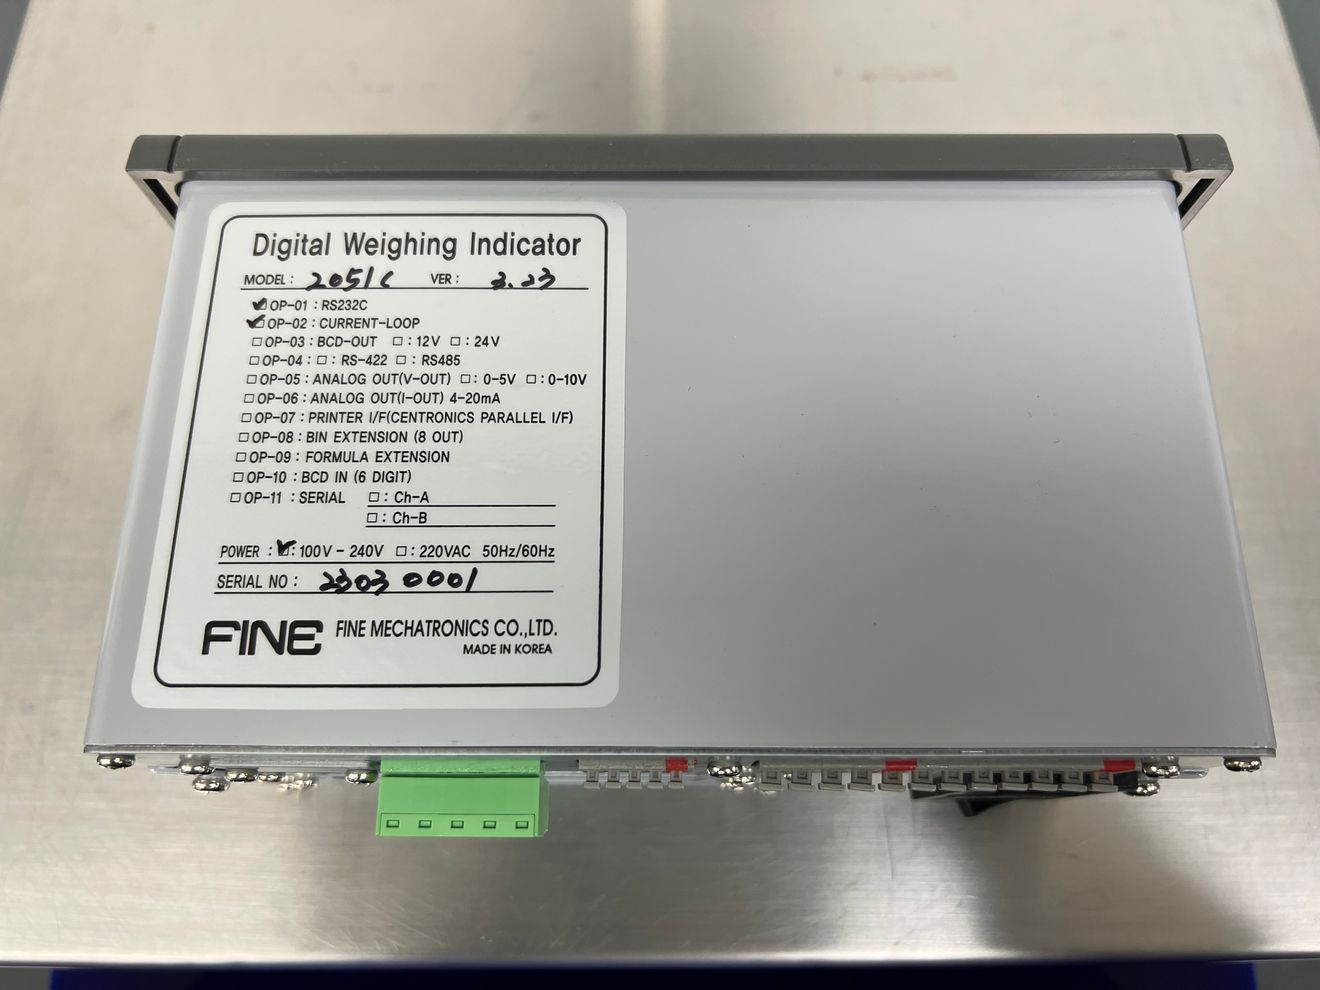 Digital Weighing Indicator
MODEL : 2051C VER : 3.23
☑ OP-01 : RS232C
☑ OP-02 : CURRENT-LOOP
☐ OP-03 : BCD-OUT ☐ : 12V ☐ : 24V
☐ OP-04 : ☐ : RS-422 ☐ : RS485
☐ OP-05 : ANALOG OUT(V-OUT) ☐ : 0-5V ☐ : 0-10V
☐ OP-06 : ANALOG OUT(I-OUT) 4-20mA
☐ OP-07 : PRINTER I/F(CENTRONICS PARALLEL I/F)
☐ OP-08 : BIN EXTENSION (8 OUT)
☐ OP-09 : FORMULA EXTENSION
☐ OP-10 : BCD IN (6 DIGIT)
☐ OP-11 : SERIAL ☐ : Ch-A
☐ : Ch-B
POWER : ☑ : 100V - 240V ☐ : 220VAC 50Hz/60Hz
SERIAL NO : 2303 0001
FINE FINE MECHATRONICS CO.,LTD.
MADE IN KOREA